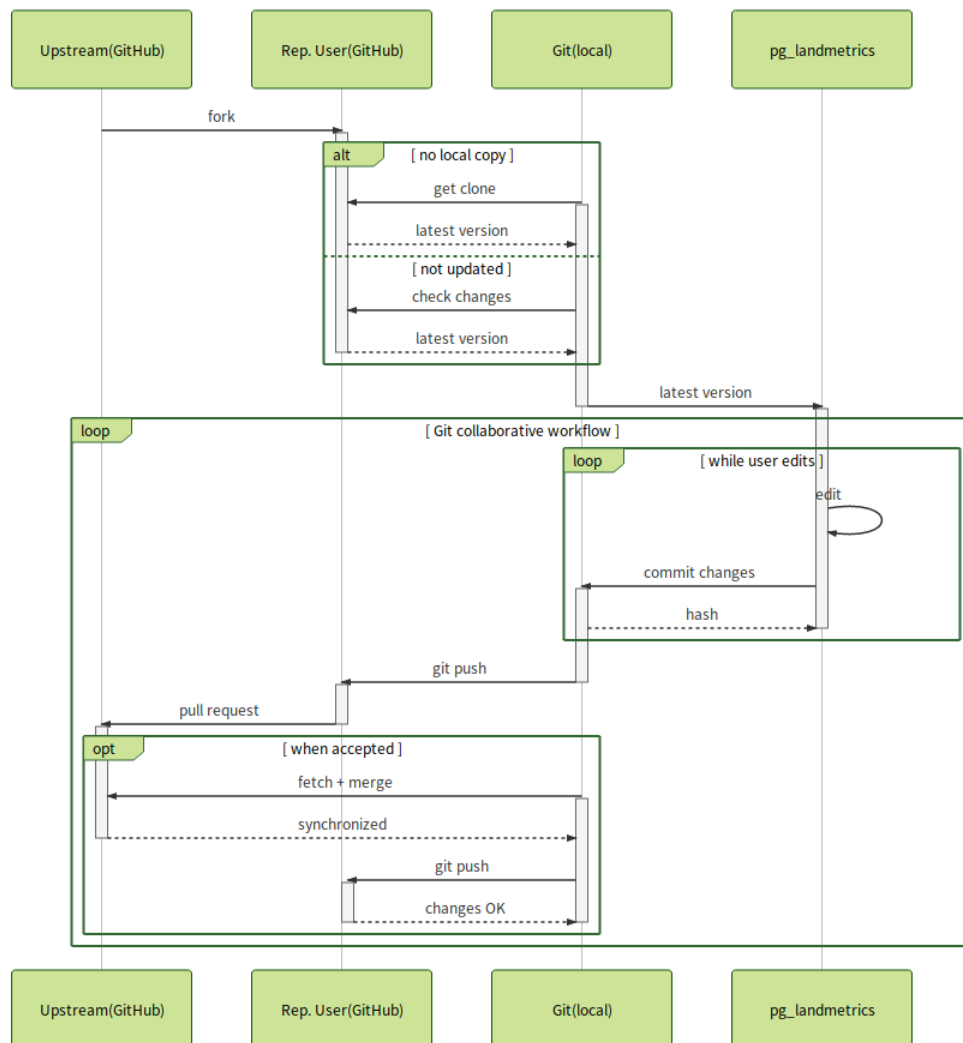 Upstream(GitHub)
Rep. User(GitHub)
Git(local)
pg_landmetrics
fork
alt
[ no local copy ]
get clone
latest version
[ not updated ]
check changes
latest version
latest version
loop
[ Git collaborative workflow ]
loop
[ while user edits ]
edit
commit changes
hash
git push
pull request
opt
[ when accepted ]
fetch + merge
synchronized
git push
changes OK
Upstream(GitHub)
Rep. User(GitHub)
Git(local)
pg_landmetrics